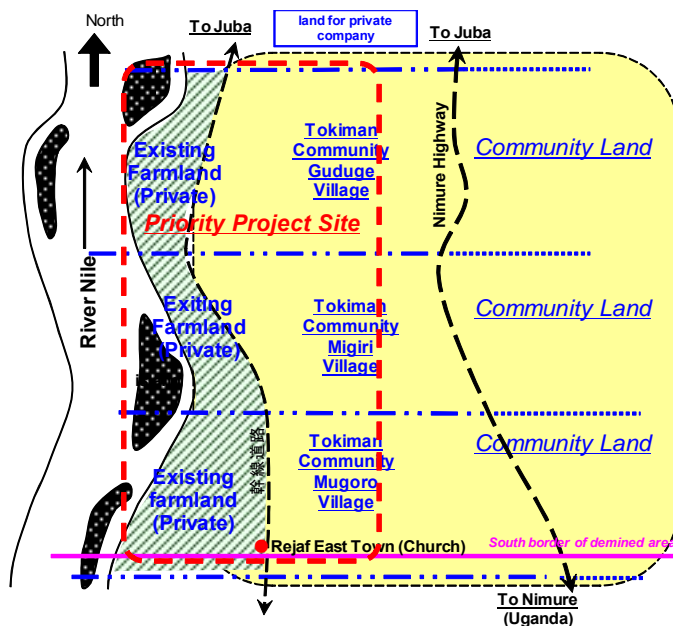 North
To Juba
land for private
company
To Juba
Tokiman
Community
Guduge
Village
Existing
Farmland
(Private)
Nimure Highway
Community Land
Priority Project Site
River Nile
Exiting
Farmland
(Private)
Tokiman
Community
Migiri
Village
Community Land
幹線道路
Tokiman
Community
Mugoro
Village
Community Land
Existing
farmland
(Private)
Rejaf East Town (Church)
South border of demined area
To Nimure
(Uganda)